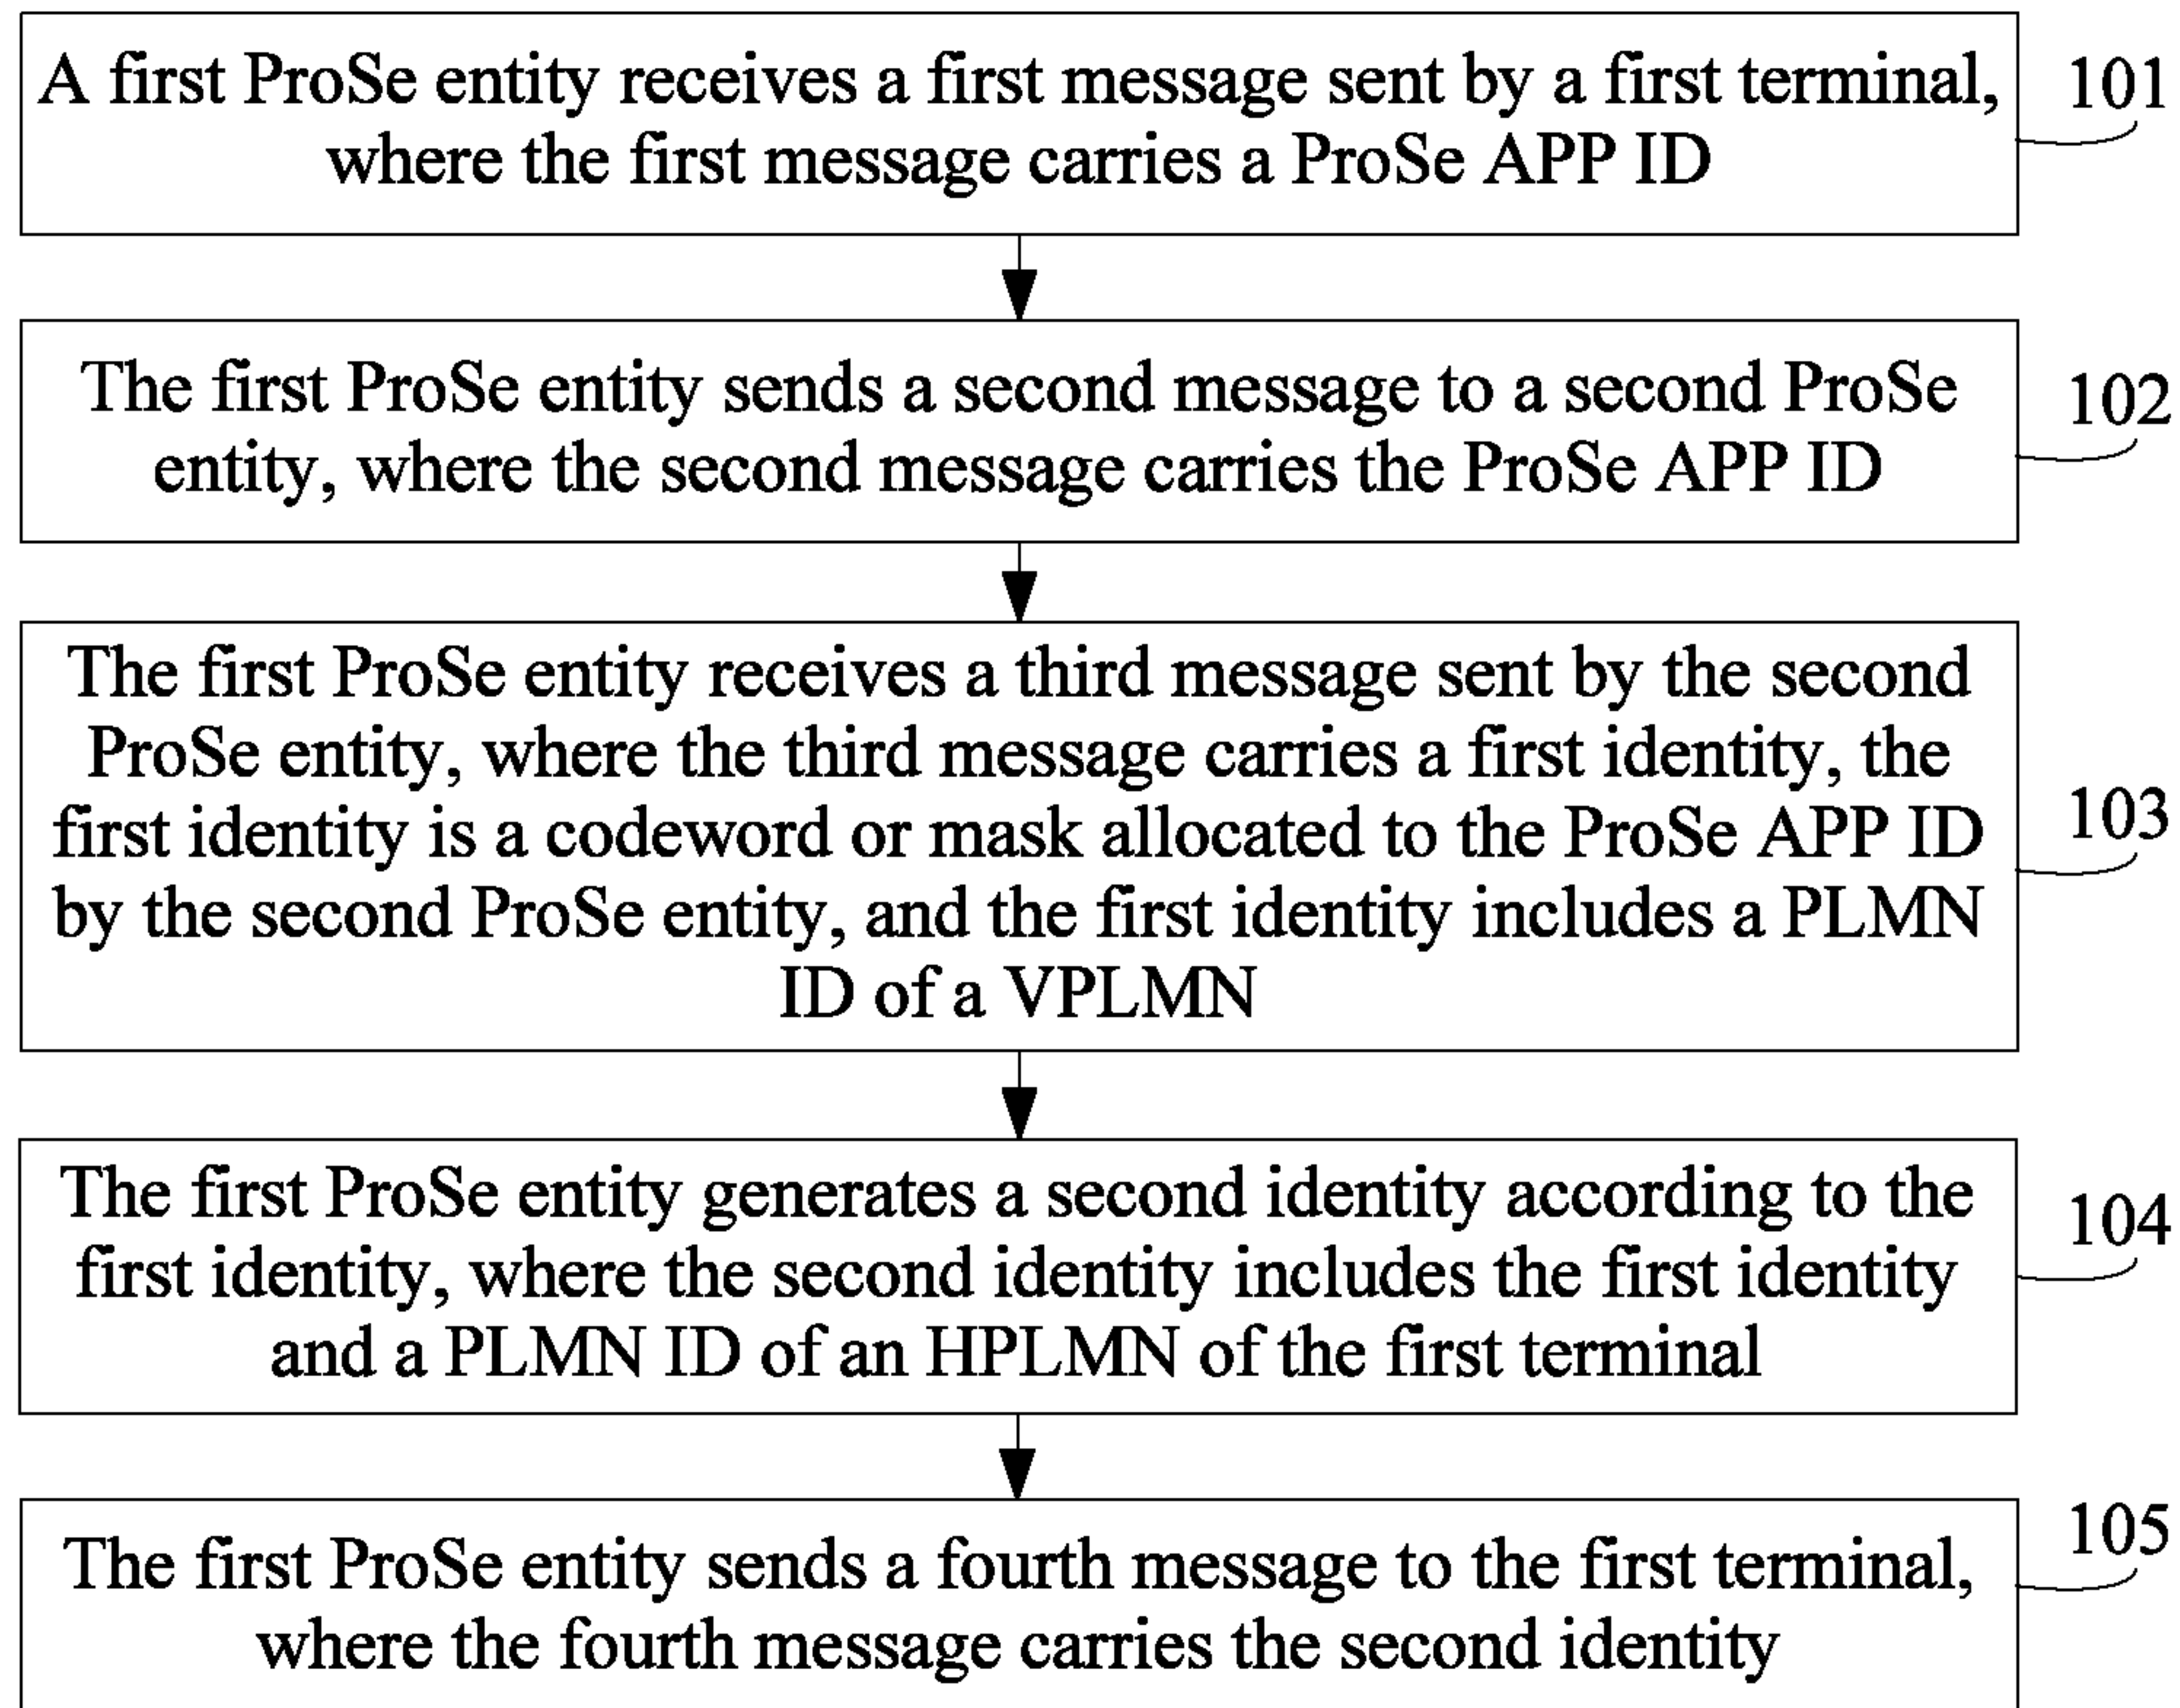 A first ProSe entity receives a first message sent by a first terminal,
where the first message carries a ProSe APP ID
101
The first ProSe entity sends a second message to a second ProSe
entity, where the second message carries the ProSe APP ID
102
The first ProSe entity receives a third message sent by the second
ProSe entity, where the third message carries a first identity, the
first identity is a codeword or mask allocated to the ProSe APP ID
by the second ProSe entity, and the first identity includes a PLMN
ID of a VPLMN
103
The first ProSe entity generates a second identity according to the
first identity, where the second identity includes the first identity
and a PLMN ID of an HPLMN of the first terminal
104
The first ProSe entity sends a fourth message to the first terminal,
where the fourth message carries the second identity
105